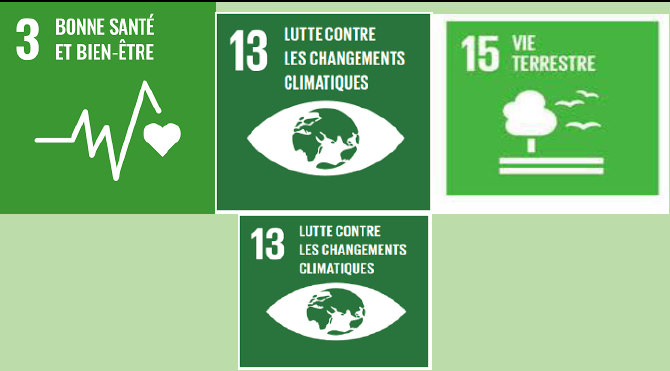 3 BONNE SANTÉ
ET BIEN-ÊTRE
13 LUTTE CONTRE
LES CHANGEMENTS
CLIMATIQUES
15 VIE
TERRESTRE
13 LUTTE CONTRE
LES CHANGEMENTS
CLIMATIQUES